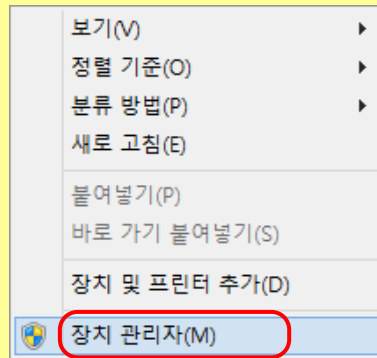 보기(V)
정렬 기준(O)
분류 방법(P)
새로 고침(E)
붙여넣기(P)
바로 가기 붙여넣기(S)
장치 및 프린터 추가(D)
장치 관리자(M)